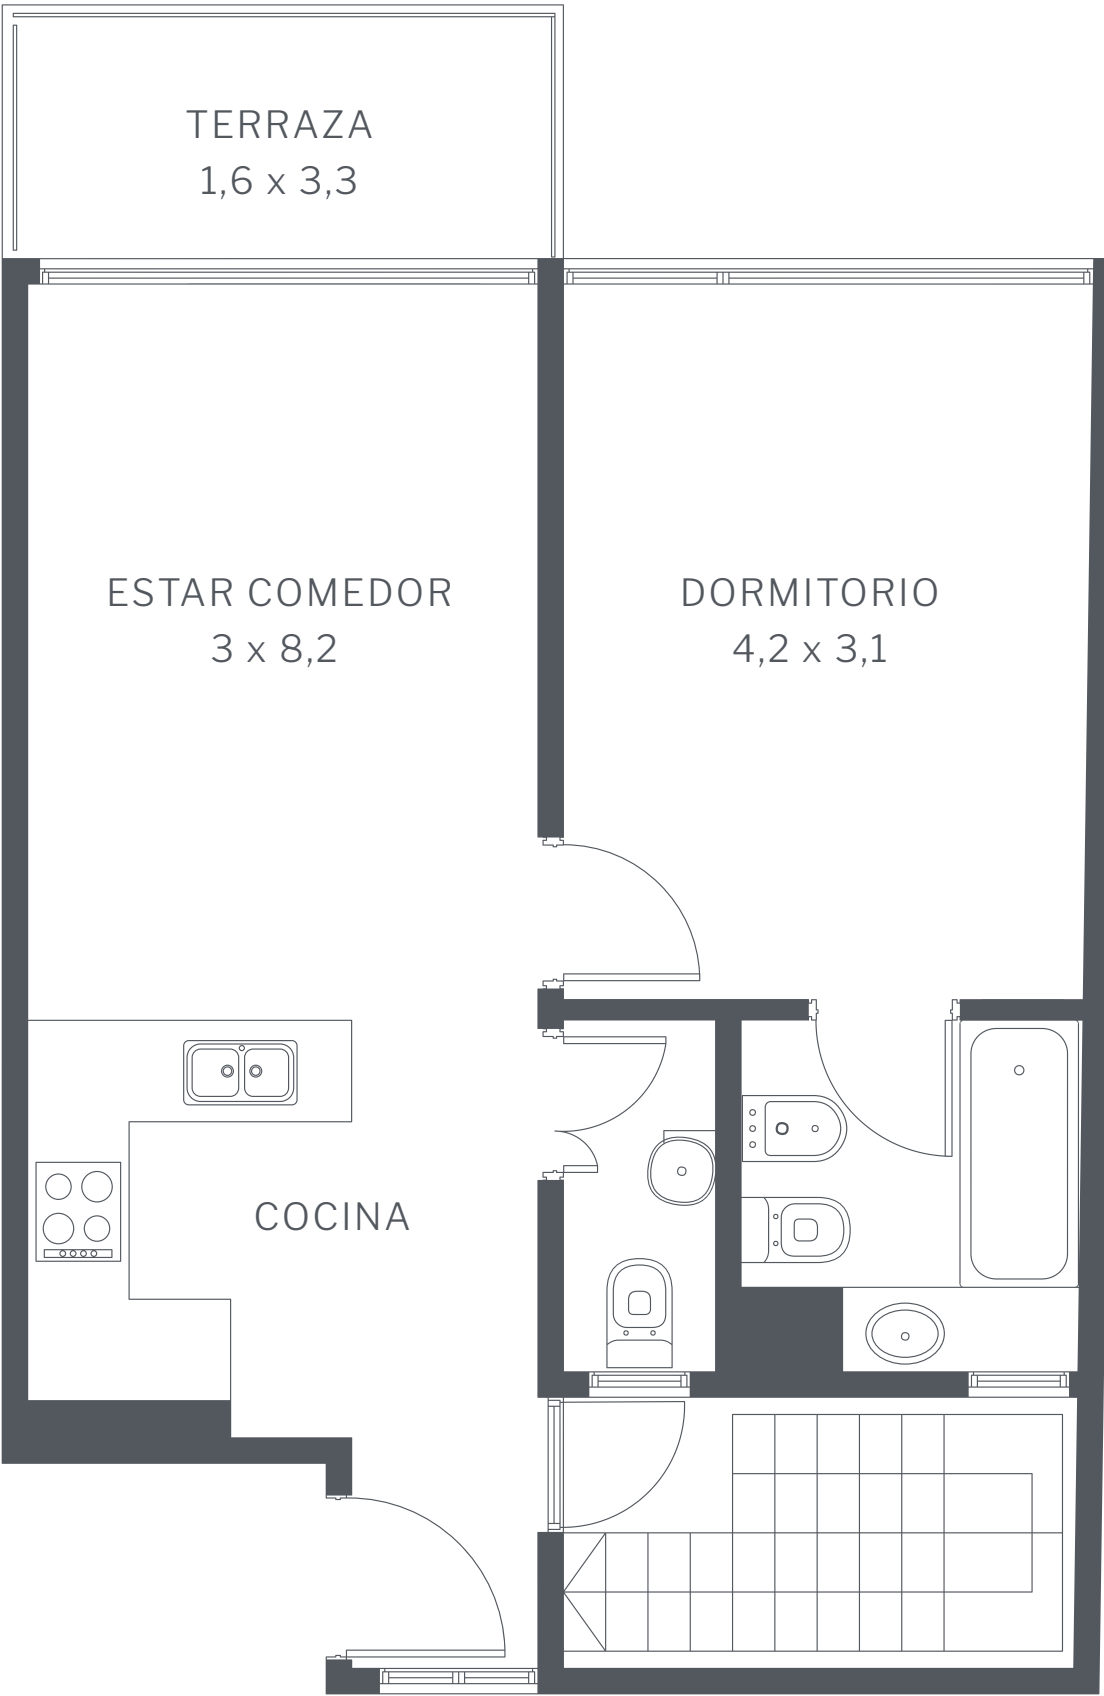 TERRAZA
1,6 x 3,3
ESTAR COMEDOR
3 x 8,2
DORMITORIO
4,2 x 3,1
COCINA